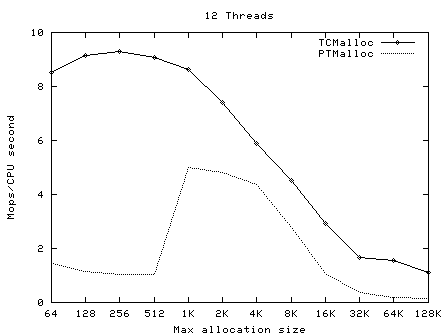 12 Threads
TCMalloc
PTMalloc
Mops/CPU second
10
8
6
4
2
0
64 128 256 512 1K 2K 4K 8K 16K 32K 64K 128K
Max allocation size